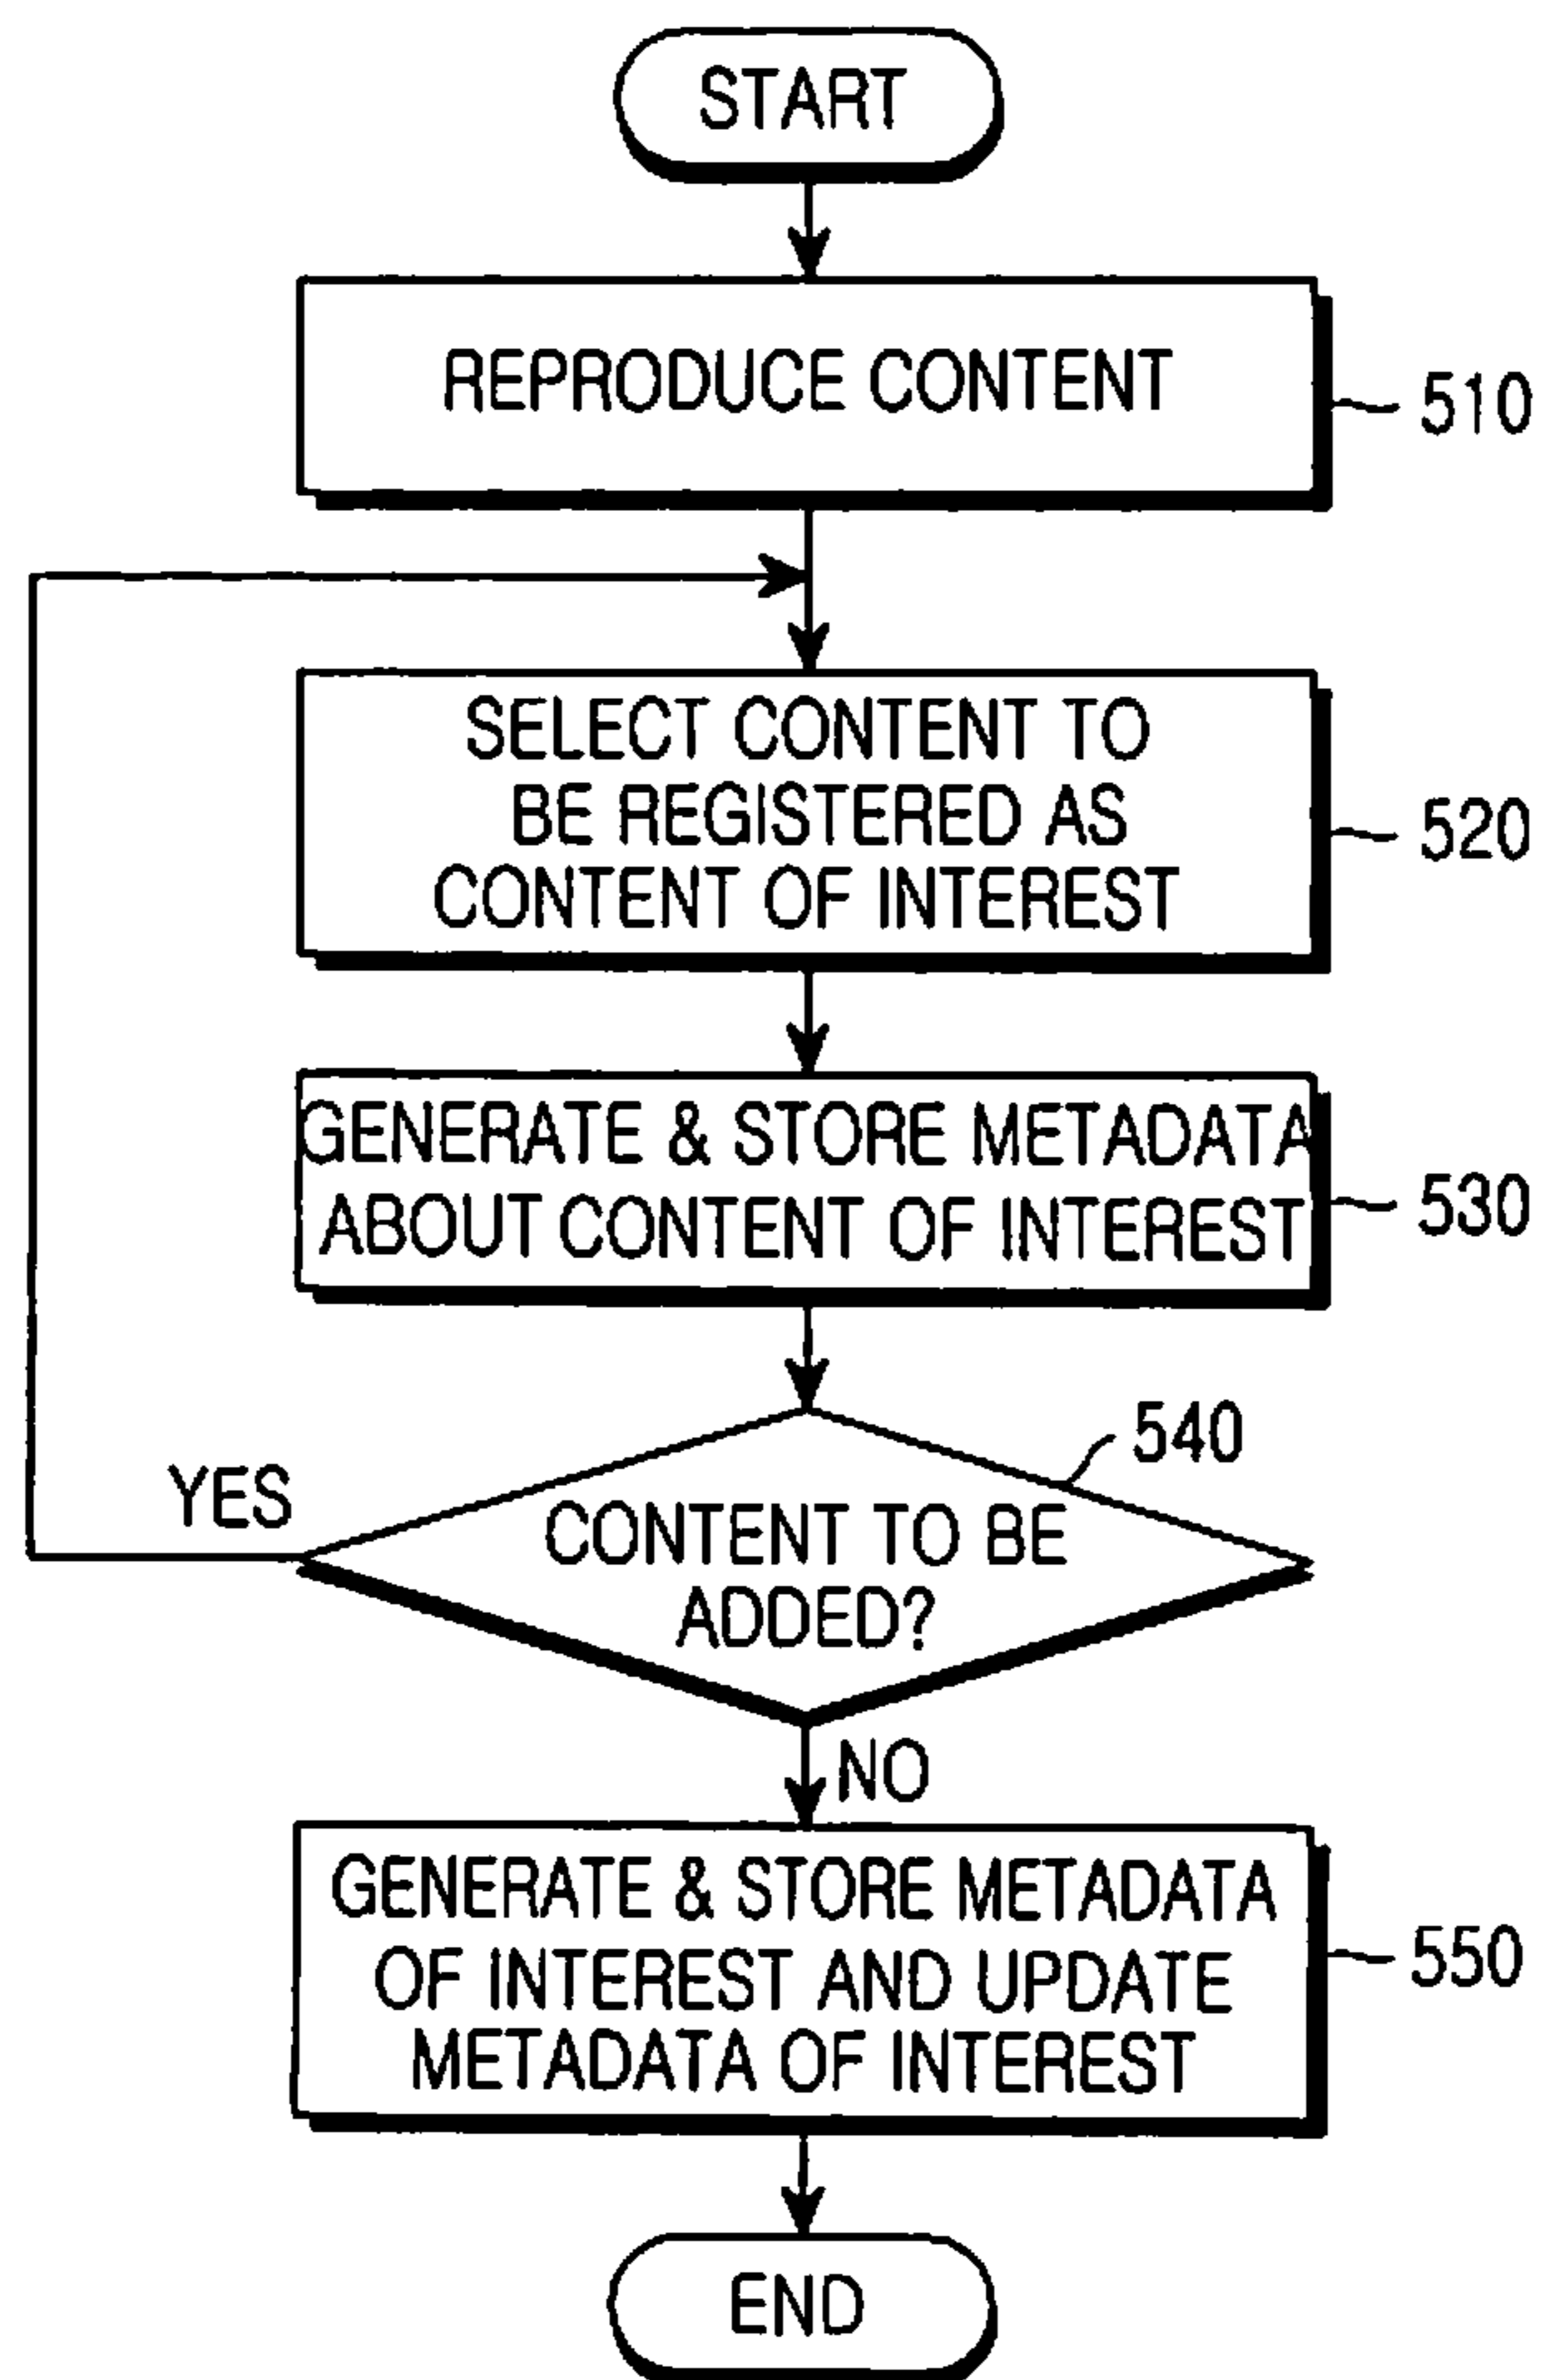 START
REPRODUCE CONTENT
510
SELECT CONTENT TO
BE REGISTERED AS
CONTENT OF INTEREST
520
GENERATE & STORE METADATA
ABOUT CONTENT OF INTEREST
530
540
YES
CONTENT TO BE
ADDED?
NO
GENERATE & STORE METADATA
OF INTEREST AND UPDATE
METADATA OF INTEREST
550
END